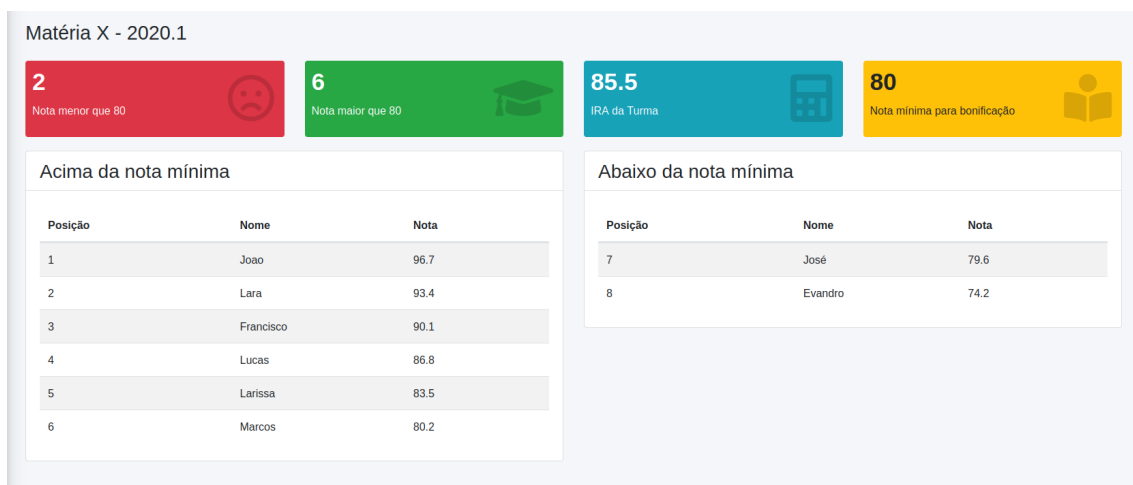 Matéria X - 2020.1
2
Nota menor que 80
6
Nota maior que 80
85.5
IRA da Turma
80
Nota mínima para bonificação
Acima da nota mínima
Posição Nome Nota
1 Joao 96.7
2 Lara 93.4
3 Francisco 90.1
4 Lucas 86.8
5 Larissa 83.5
6 Marcos 80.2
Abaixo da nota mínima
Posição Nome Nota
7 José 79.6
8 Evandro 74.2